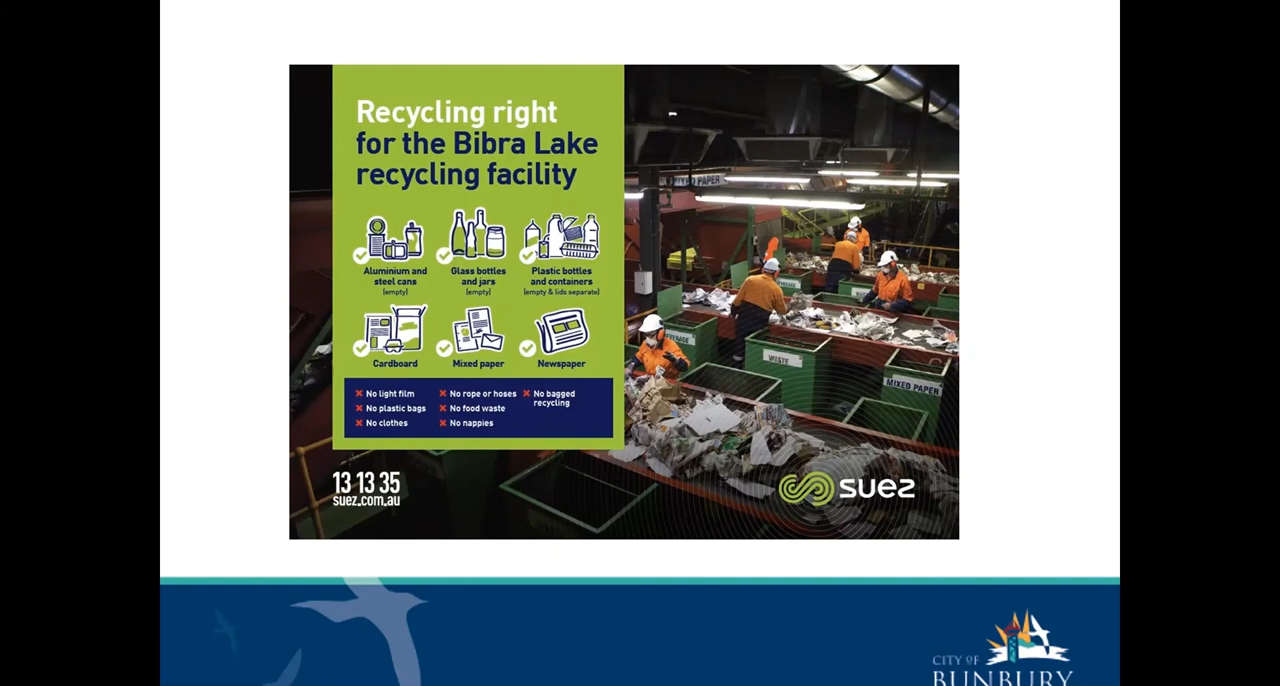 Recycling right
for the Bibra Lake
recycling facility
Aluminium and
steel cans
(empty)
Glass bottles
and jars
(empty)
Plastic bottles
and containers
(empty & lids separate)
Cardboard
Mixed paper
Newspaper
No light film
No plastic bags
No clothes
No rope or hoses
No food waste
No nappies
No bagged
recycling
13 13 35
suez.com.au
MIXED PAPER
WASTE
MIXED PAPER
suez
CITY OF
BUNBURY